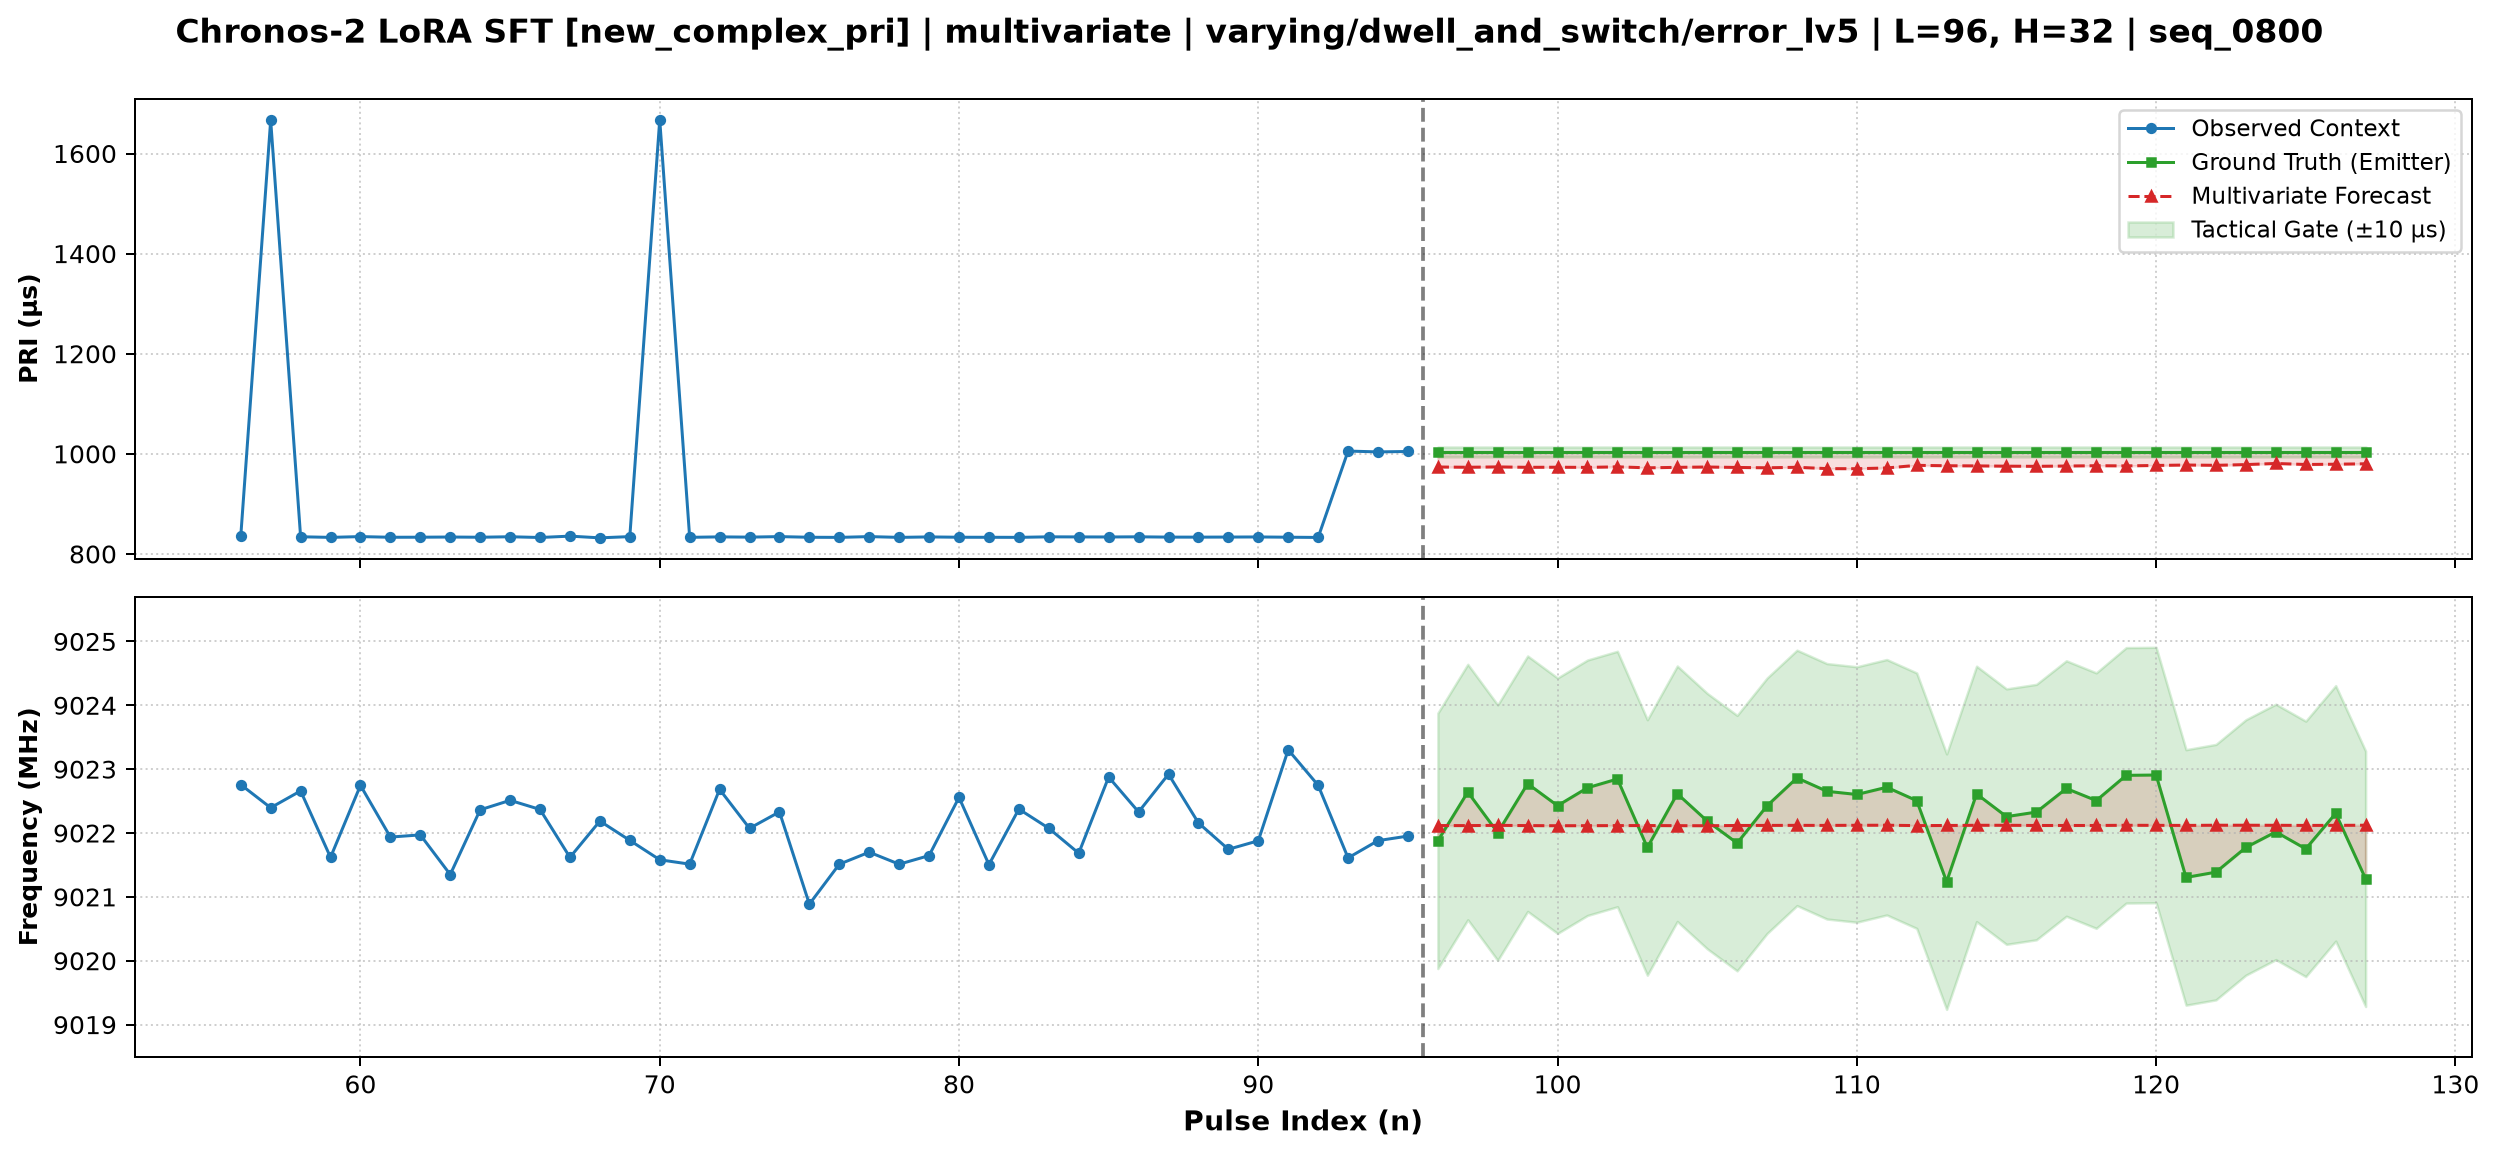 Chronos-2 LoRA SFT [new_complex_pri] | multivariate | varying/dwell_and_switch/error_lv5 | L=96, H=32 | seq_0800
PRI (µs)
1600
1400
1200
1000
800
Observed Context
Ground Truth (Emitter)
Multivariate Forecast
Tactical Gate (±10 µs)
Frequency (MHz)
9025
9024
9023
9022
9021
9020
9019
60 70 80 90 100 110 120 130
Pulse Index (n)